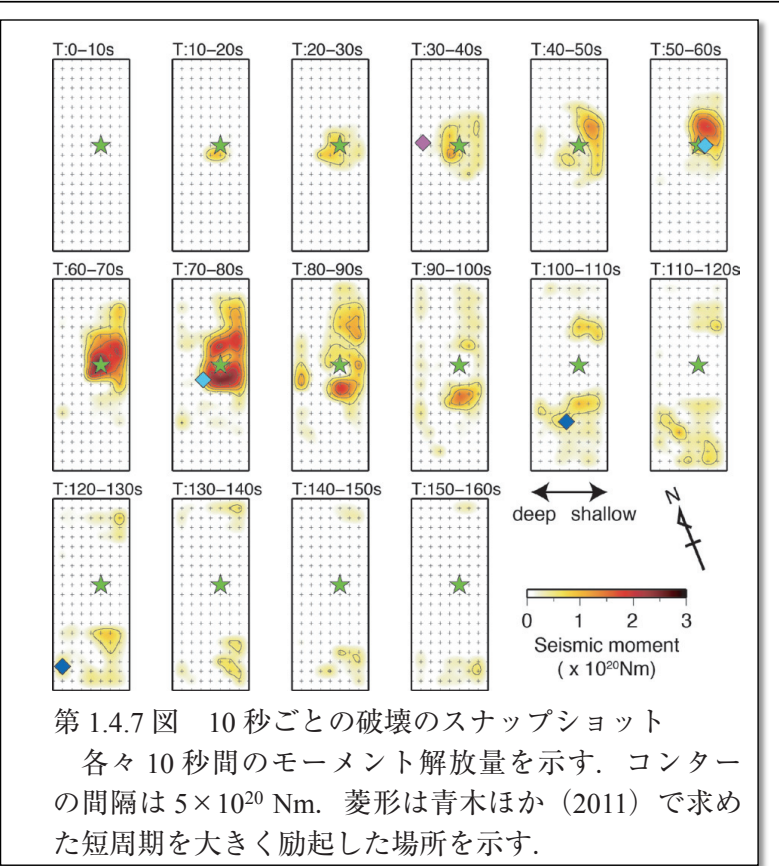 T:0–10s T:10–20s T:20–30s T:30–40s T:40–50s T:50–60s
T:60–70s T:70–80s T:80–90s T:90–100s T:100–110s T:110–120s
T:120–130s T:130–140s T:140–150s T:150–160s
deep shallow
N
0 1 2 3
Seismic moment
( x 10²⁰Nm)
第 1.4.7 図 10 秒ごとの破壊のスナップショット
各々 10 秒間のモーメント解放量を示す．コンター
の間隔は 5×10²⁰ Nm．菱形は青木ほか（2011）で求め
た短周期を大きく励起した場所を示す．